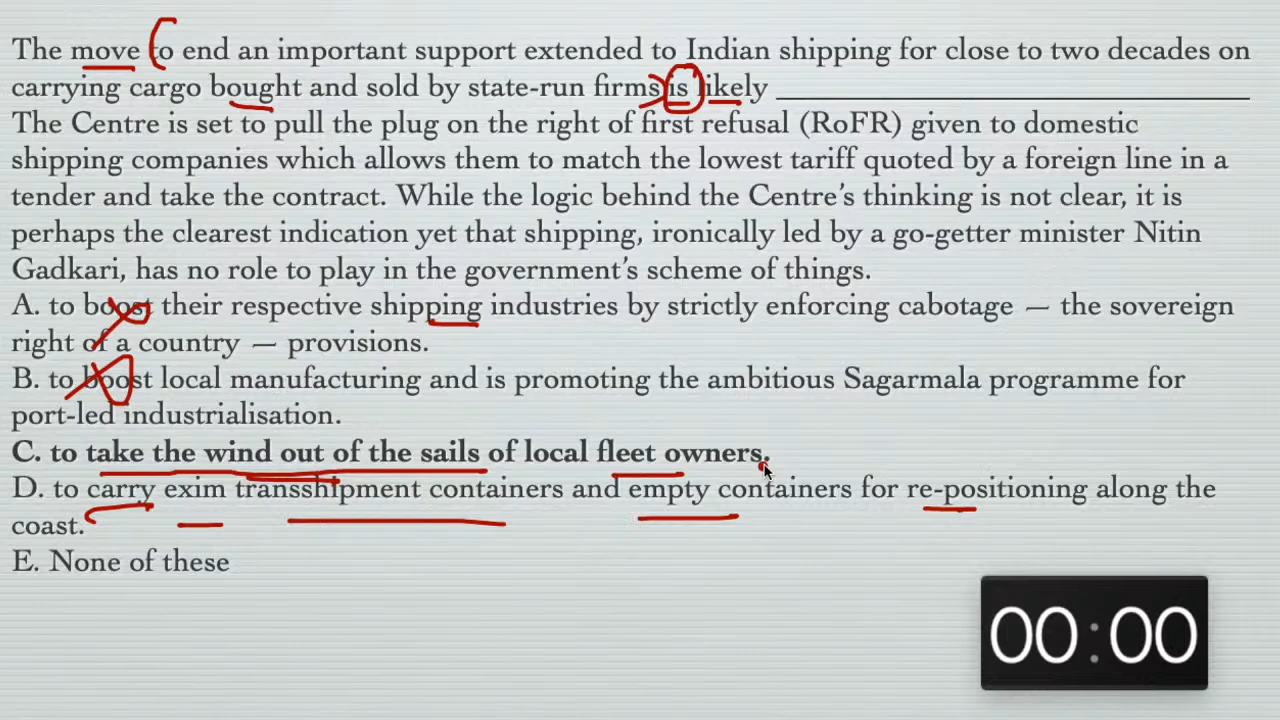 The move to end an important support extended to Indian shipping for close to two decades on
carrying cargo bought and sold by state-run firms is likely ______________________________
The Centre is set to pull the plug on the right of first refusal (RoFR) given to domestic
shipping companies which allows them to match the lowest tariff quoted by a foreign line in a
tender and take the contract. While the logic behind the Centre's thinking is not clear, it is
perhaps the clearest indication yet that shipping, ironically led by a go-getter minister Nitin
Gadkari, has no role to play in the government's scheme of things.
A. to boost their respective shipping industries by strictly enforcing cabotage — the sovereign
right of a country — provisions.
B. to boost local manufacturing and is promoting the ambitious Sagarmala programme for
port-led industrialisation.
C. to take the wind out of the sails of local fleet owners.
D. to carry exim transshipment containers and empty containers for re-positioning along the
coast.
E. None of these
00:00